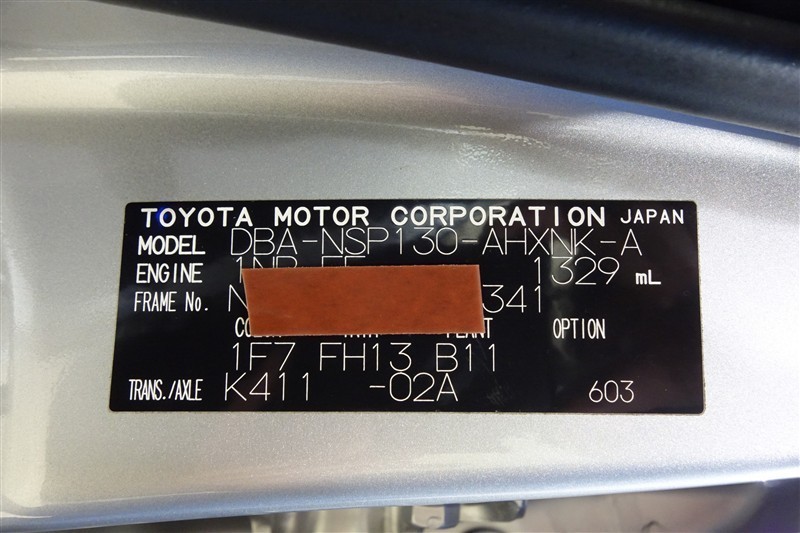 TOYOTA MOTOR CORPORATION JAPAN
MODEL DBA-NSP130-AHXNK-A
ENGINE 1329 mL
FRAME No. 341
OPTION
1F7 FH13 B11
TRANS./AXLE K411 -02A 603